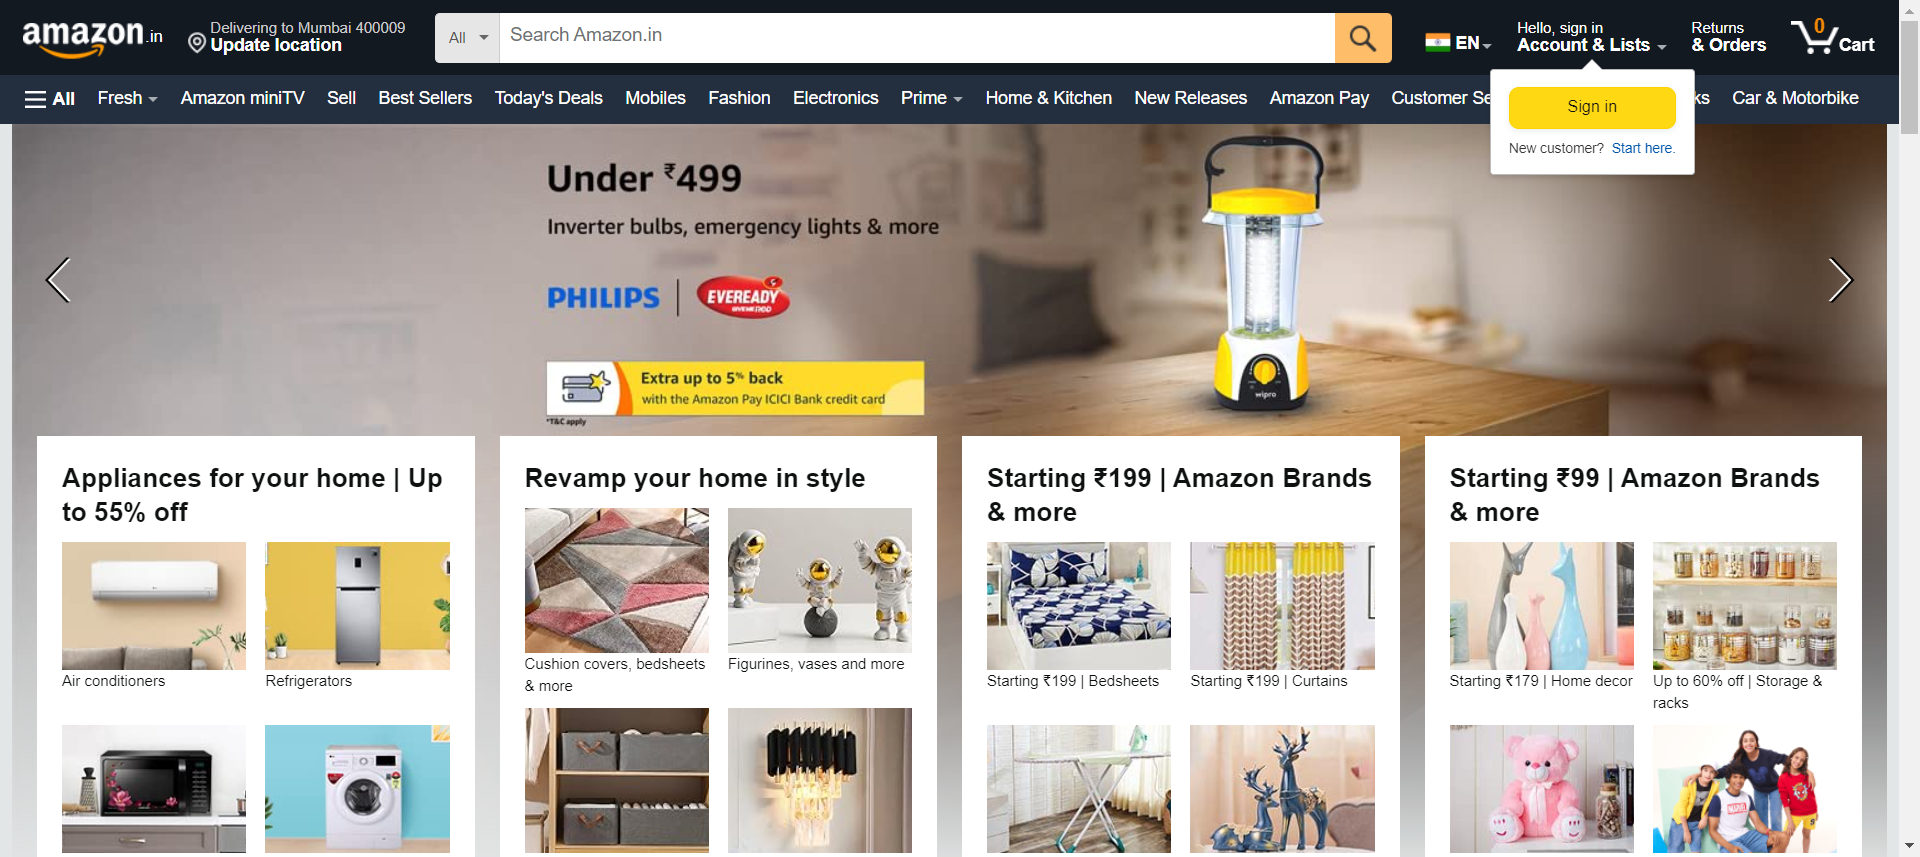 amazon.in
Delivering to Mumbai 400009
Update location
All
Search Amazon.in
EN
Hello, sign in
Account & Lists
Returns
& Orders
0
Cart
All
Fresh
Amazon miniTV
Sell
Best Sellers
Today's Deals
Mobiles
Fashion
Electronics
Prime
Home & Kitchen
New Releases
Amazon Pay
Customer Se
ks
Car & Motorbike
Sign in
New customer? Start here.
Under ₹499
Inverter bulbs, emergency lights & more
PHILIPS
EVEREADY
GIVE ME RED
Extra up to 5% back
with the Amazon Pay ICICI Bank credit card
*T&C apply
wipro
Appliances for your home | Up
to 55% off
Air conditioners
Refrigerators
Revamp your home in style
Cushion covers, bedsheets
& more
Figurines, vases and more
Starting ₹199 | Amazon Brands
& more
Starting ₹199 | Bedsheets
Starting ₹199 | Curtains
Starting ₹99 | Amazon Brands
& more
Starting ₹179 | Home decor
Up to 60% off | Storage &
racks
MARVEL